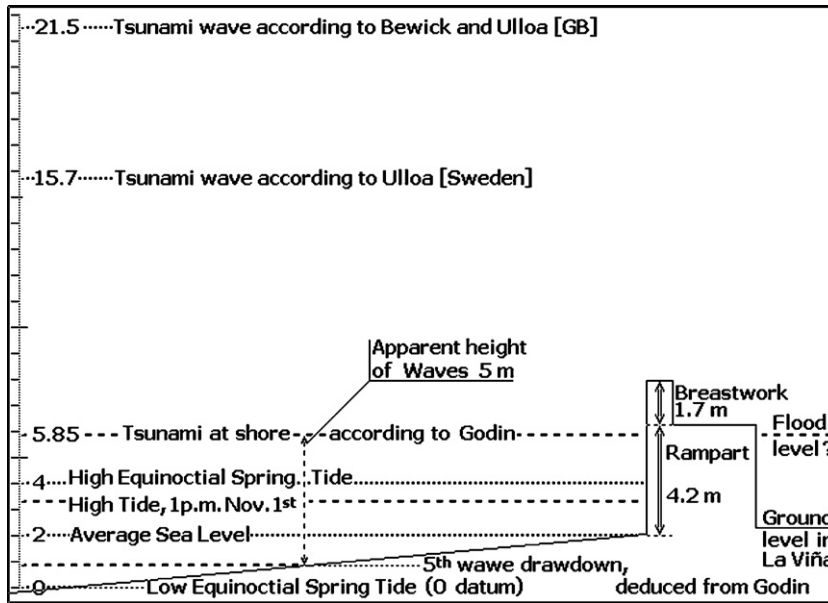 21.5 Tsunami wave according to Bewick and Ulloa [GB]
15.7 Tsunami wave according to Ulloa [Sweden]
Apparent height
of Waves 5 m
Breastwork
1.7 m
5.85 Tsunami at shore according to Godin
Flood
level?
Rampart
4.2 m
4 High Equinoctial Spring Tide
High Tide, 1p.m. Nov. 1st
2 Average Sea Level
Ground
level in
La Viña
5th wawe drawdown,
deduced from Godin
0 Low Equinoctial Spring Tide (0 datum)